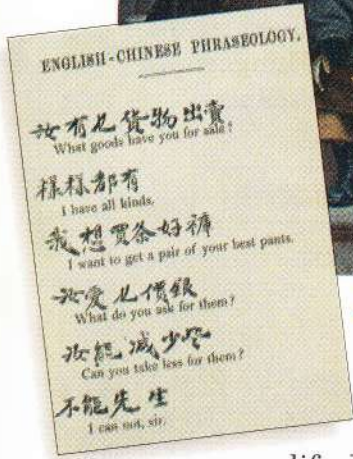 ENGLISH-CHINESE PHRASEOLOGY.
汝有乜貨物出賣
What goods have you for sale?
樣樣都有
I have all kinds.
我想買条好褲
I want to get a pair of your best pants.
汝愛乜價銀
What do you ask for them?
汝能減少
Can you take less for them?
不能先生
I can not, sir.